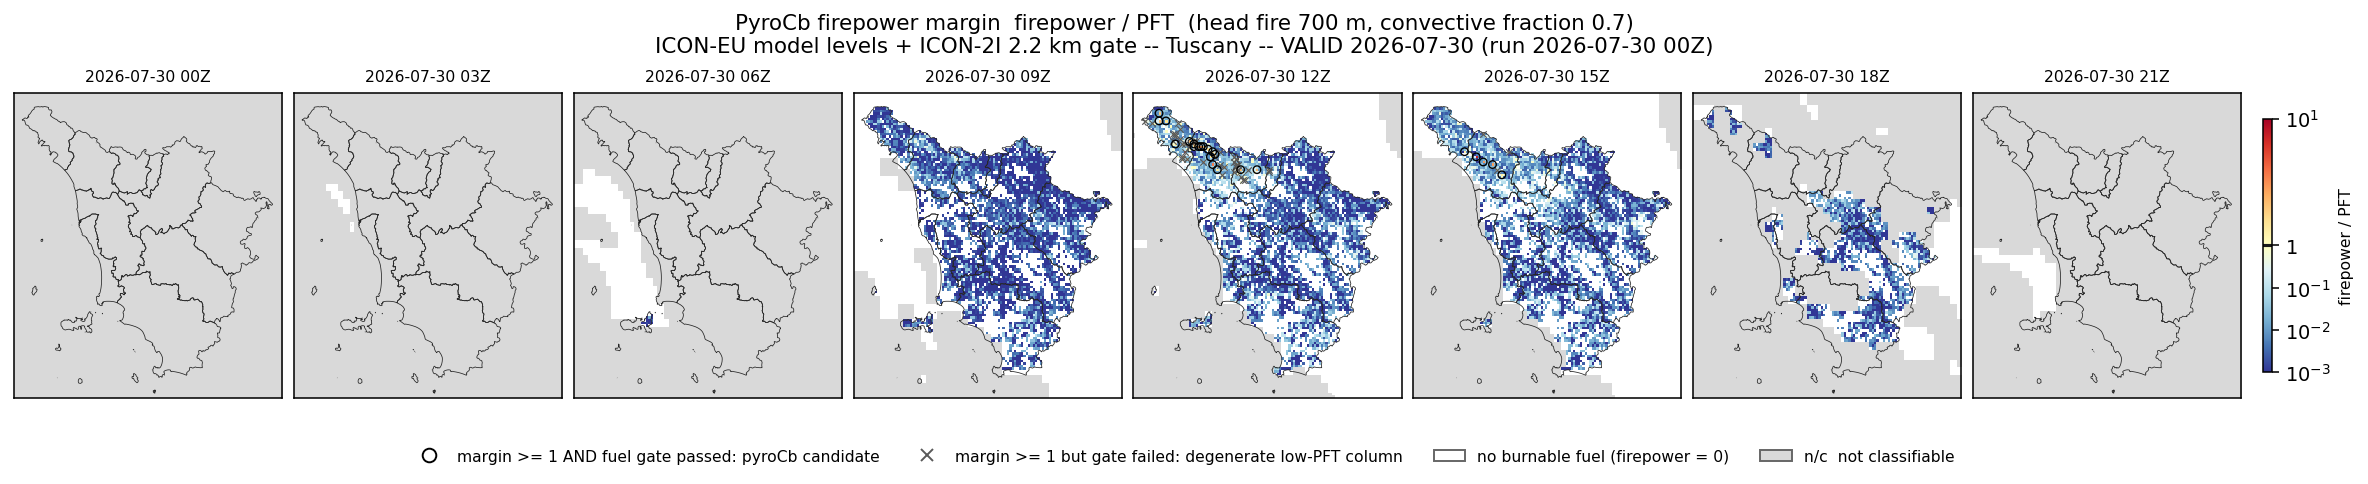 PyroCb firepower margin  firepower / PFT  (head fire 700 m, convective fraction 0.7)
ICON-EU model levels + ICON-2I 2.2 km gate -- Tuscany -- VALID 2026-07-30 (run 2026-07-30 00Z)
2026-07-30 00Z
2026-07-30 03Z
2026-07-30 06Z
2026-07-30 09Z
2026-07-30 12Z
2026-07-30 15Z
2026-07-30 18Z
2026-07-30 21Z
10¹
1
10⁻¹
10⁻²
10⁻³
firepower / PFT
margin >= 1 AND fuel gate passed: pyroCb candidate
margin >= 1 but gate failed: degenerate low-PFT column
no burnable fuel (firepower = 0)
n/c  not classifiable